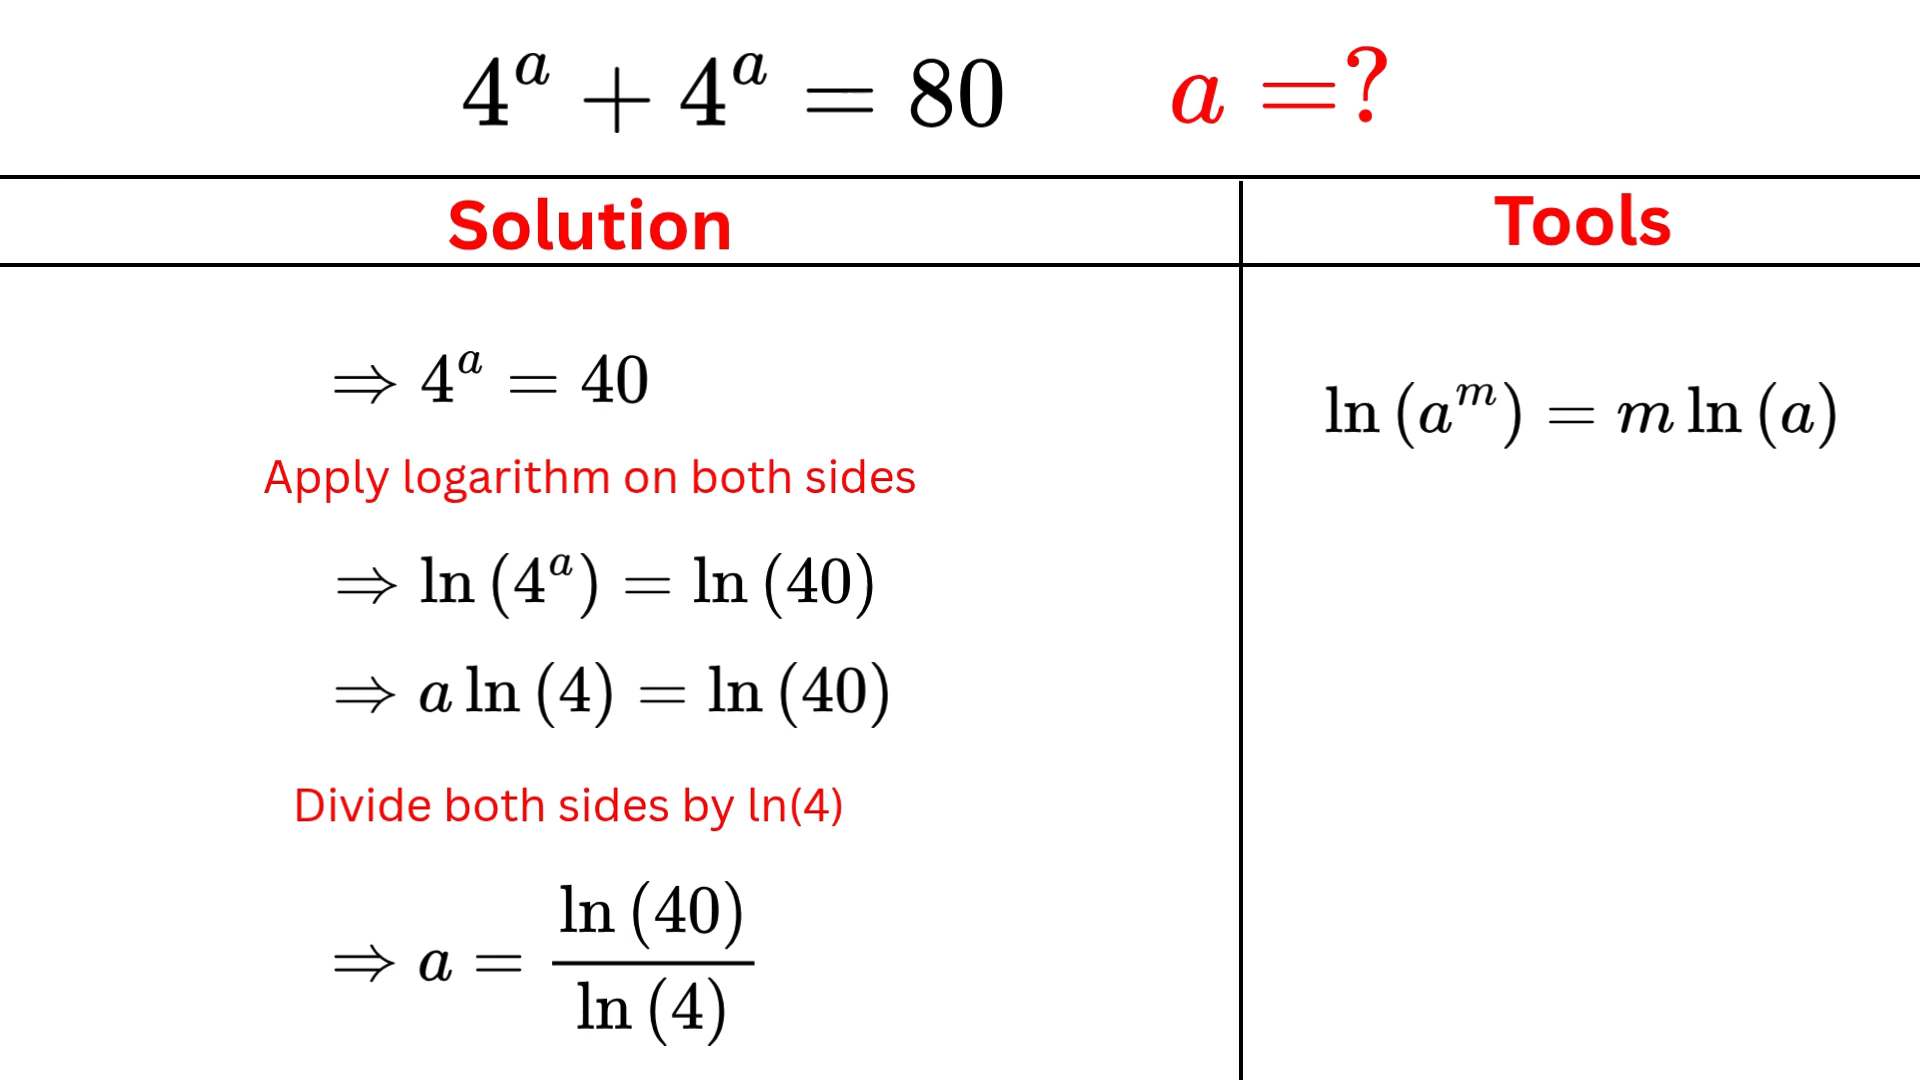 4^a + 4^a = 80 a =?
Solution
Tools
⇒ 4^a = 40
ln (a^m) = m ln (a)
Apply logarithm on both sides
⇒ ln (4^a) = ln (40)
⇒ a ln (4) = ln (40)
Divide both sides by ln(4)
⇒ a = ln (40) / ln (4)